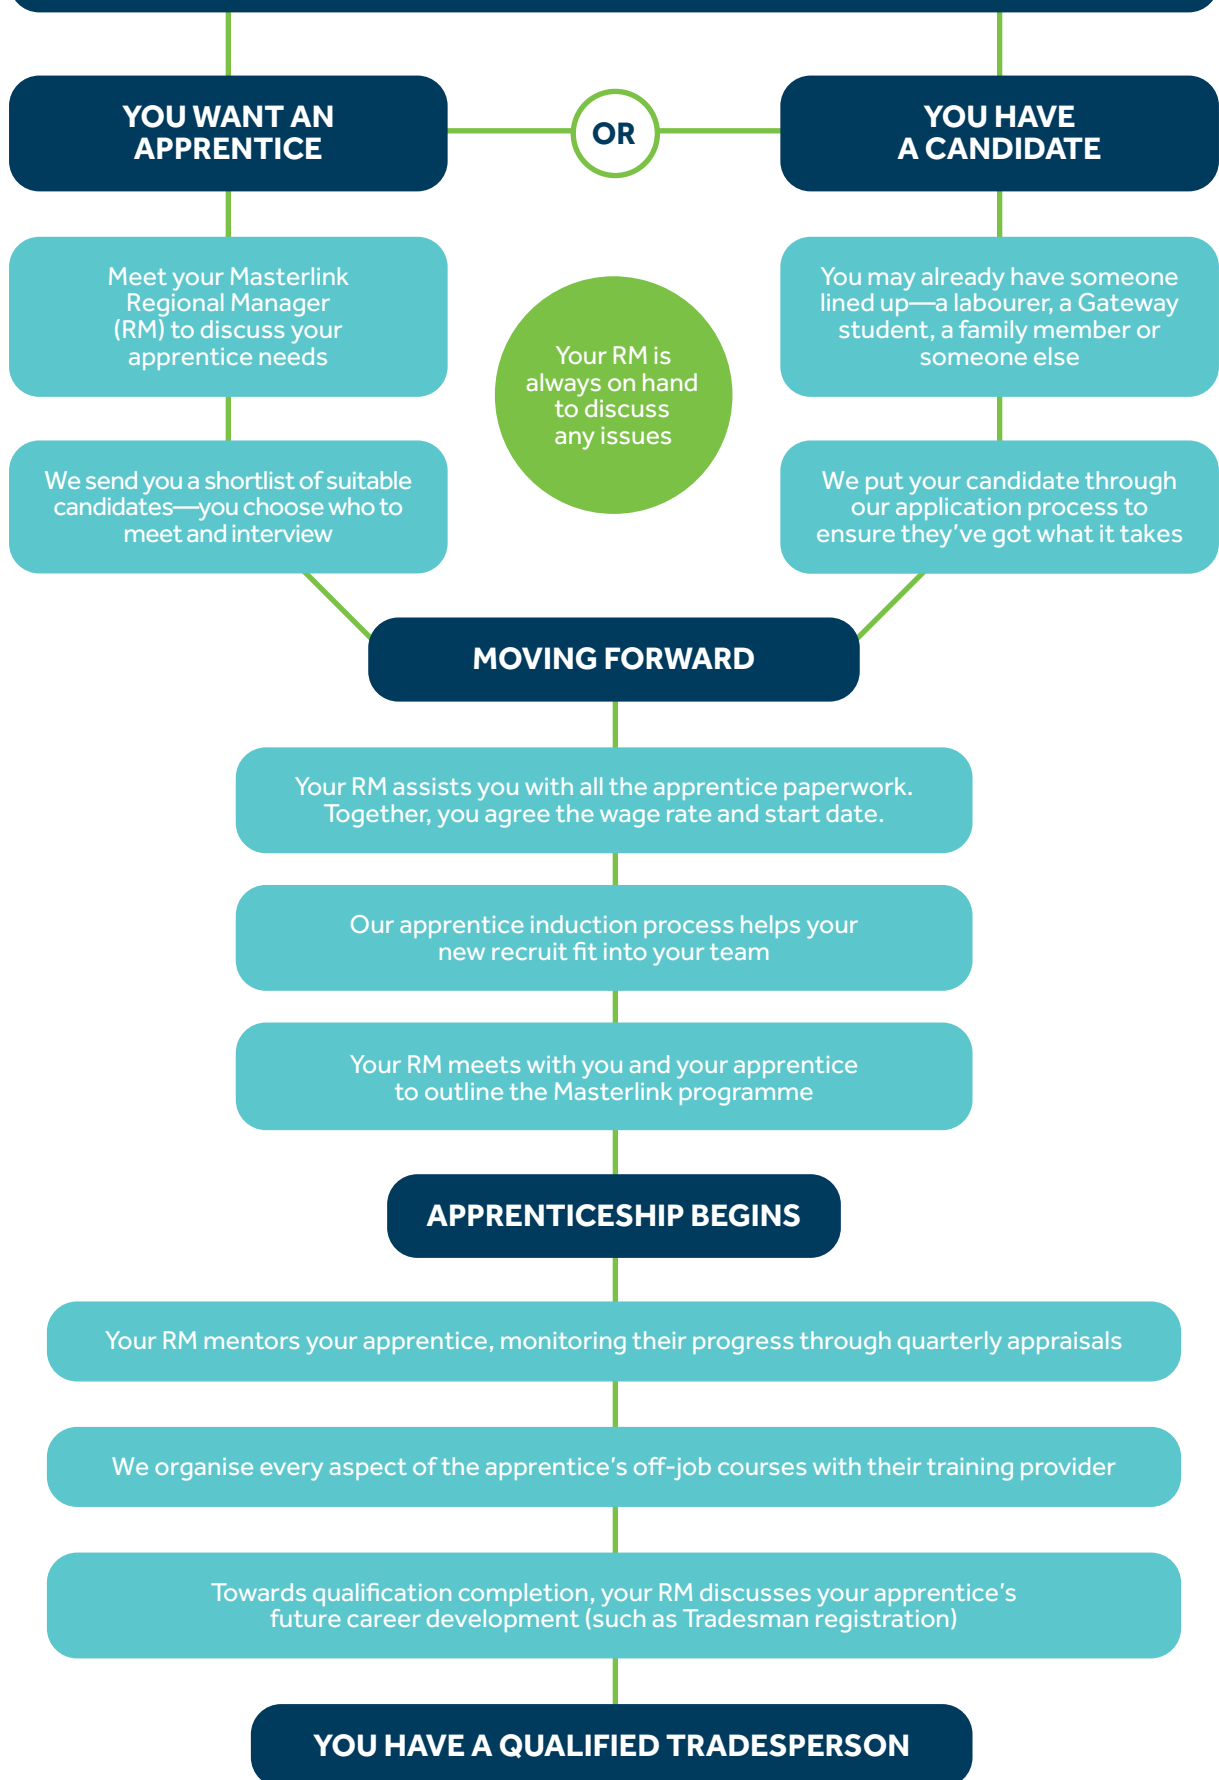 YOU WANT AN
APPRENTICE
OR
YOU HAVE
A CANDIDATE
Meet your Masterlink
Regional Manager
(RM) to discuss your
apprentice needs
Your RM is
always on hand
to discuss
any issues
You may already have someone
lined up—a labourer, a Gateway
student, a family member or
someone else
We send you a shortlist of suitable
candidates—you choose who to
meet and interview
We put your candidate through
our application process to
ensure they’ve got what it takes
MOVING FORWARD
Your RM assists you with all the apprentice paperwork.
Together, you agree the wage rate and start date.
Our apprentice induction process helps your
new recruit fit into your team
Your RM meets with you and your apprentice
to outline the Masterlink programme
APPRENTICESHIP BEGINS
Your RM mentors your apprentice, monitoring their progress through quarterly appraisals
We organise every aspect of the apprentice’s off-job courses with their training provider
Towards qualification completion, your RM discusses your apprentice’s
future career development (such as Tradesman registration)
YOU HAVE A QUALIFIED TRADESPERSON